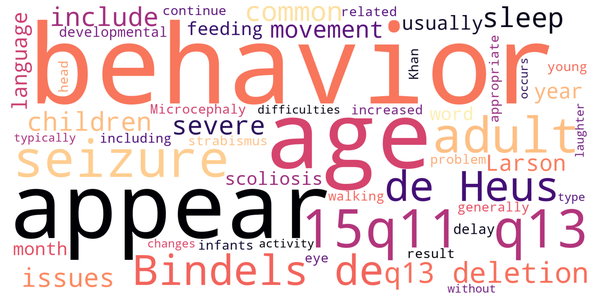 language
include
common
continue
related
usually
sleep
developmental
feeding
movement
behavior
head
Khan
appropriate
occurs
young
year
Microcephaly
difficulties
increased
word
children
severe
age
adult
laughter
typically
including
strabismus
seizure
problem
Larson
scoliosis
appear
walking
de Heus
type
15q11
q13
generally
month
changes
infants
activity
delay
eye
result
issues
Bindels de
q13 deletion
without